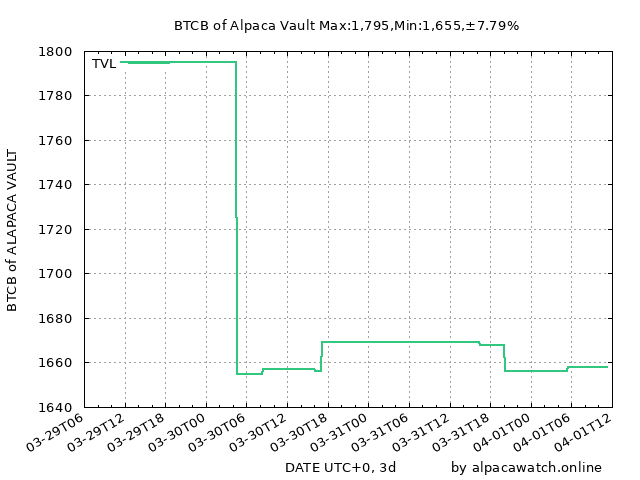 BTCB of Alpaca Vault Max:1,795,Min:1,655,±7.79%
1800
TVL
1780
1760
1740
1720
1700
1680
1660
1640
BTCB of ALAPACA VAULT
03-29T06
03-29T12
03-29T18
03-30T00
03-30T06
03-30T12
03-30T18
03-31T00
03-31T06
03-31T12
03-31T18
04-01T00
04-01T06
04-01T12
DATE UTC+0, 3d
by alpacawatch.online